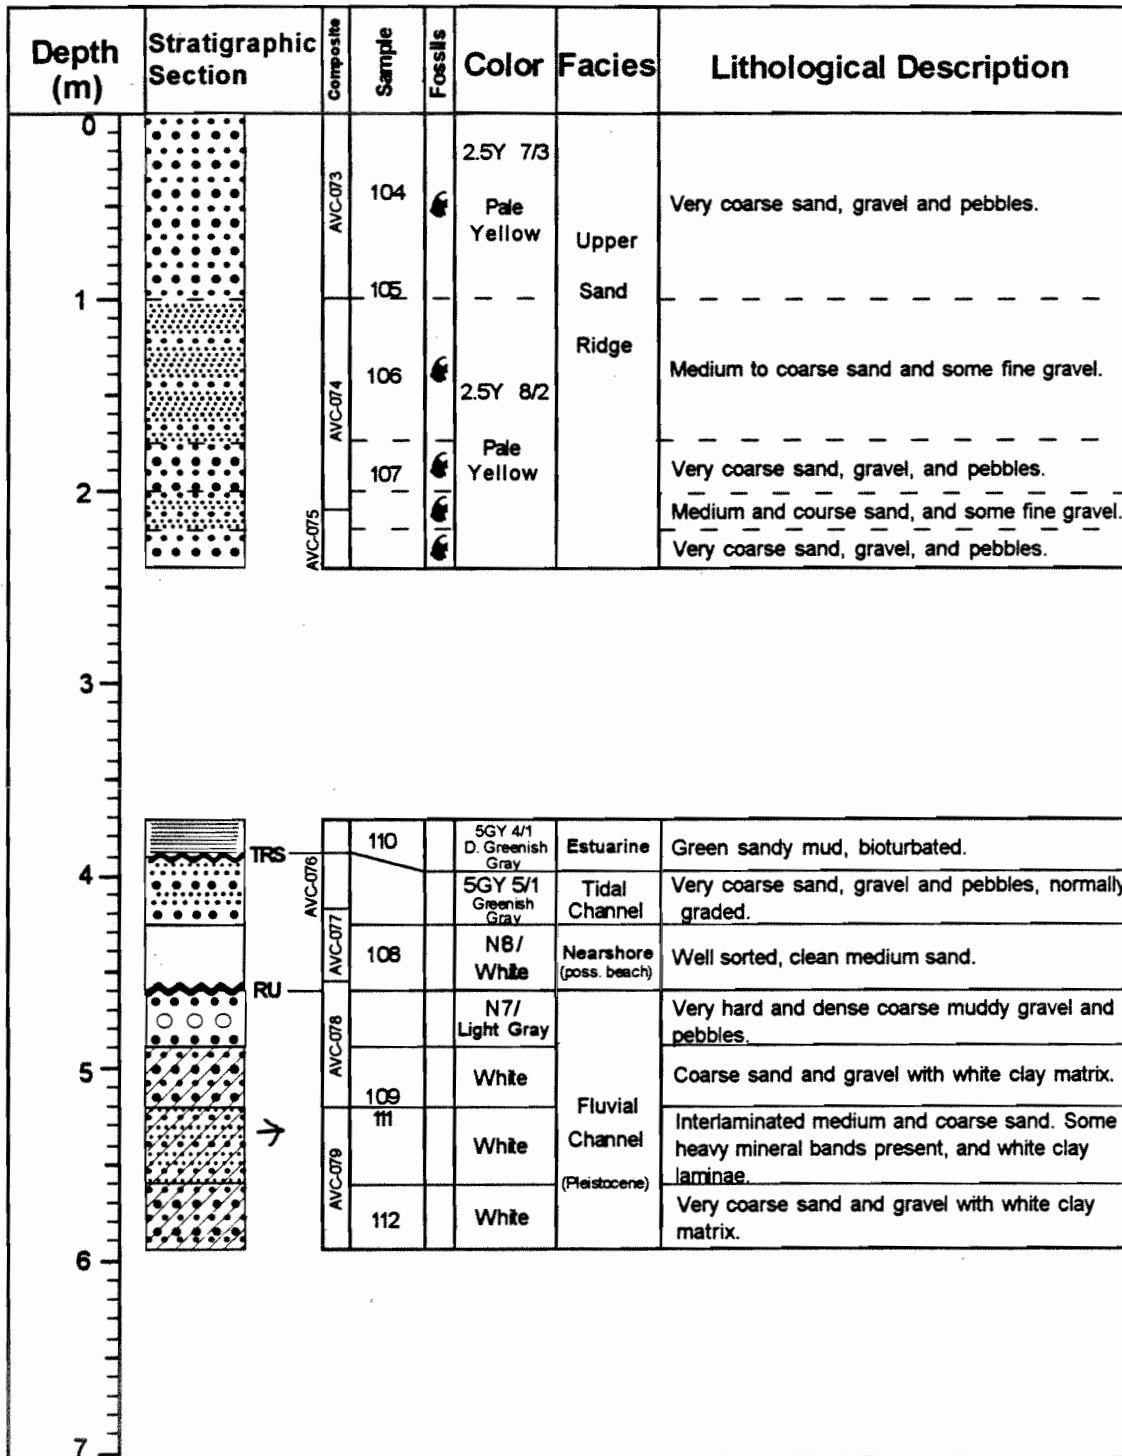 Depth
(m)
Stratigraphic
Section
Composite
Sample
Fossils
Color
Facies
Lithological Description
0
1
2
3
4
5
6
7
AVC-073
AVC-074
AVC-075
104
105
106
107
2.5Y 7/3
Pale
Yellow
2.5Y 8/2
Pale
Yellow
Upper
Sand
Ridge
Very coarse sand, gravel and pebbles.
Medium to coarse sand and some fine gravel.
Very coarse sand, gravel, and pebbles.
Medium and course sand, and some fine gravel.
Very coarse sand, gravel, and pebbles.
TRS
RU
AVC-076
AVC-077
AVC-078
AVC-079
110
108
109
111
112
5GY 4/1
D. Greenish
Gray
Estuarine
Green sandy mud, bioturbated.
5GY 5/1
Greenish
Gray
Tidal
Channel
Very coarse sand, gravel and pebbles, normally
graded.
N8/
White
Nearshore
(poss. beach)
Well sorted, clean medium sand.
N7/
Light Gray
Very hard and dense coarse muddy gravel and
pebbles.
White
Coarse sand and gravel with white clay matrix.
Fluvial
Channel
(Pleistocene)
White
Interlaminated medium and coarse sand. Some
heavy mineral bands present, and white clay
laminae.
White
Very coarse sand and gravel with white clay
matrix.